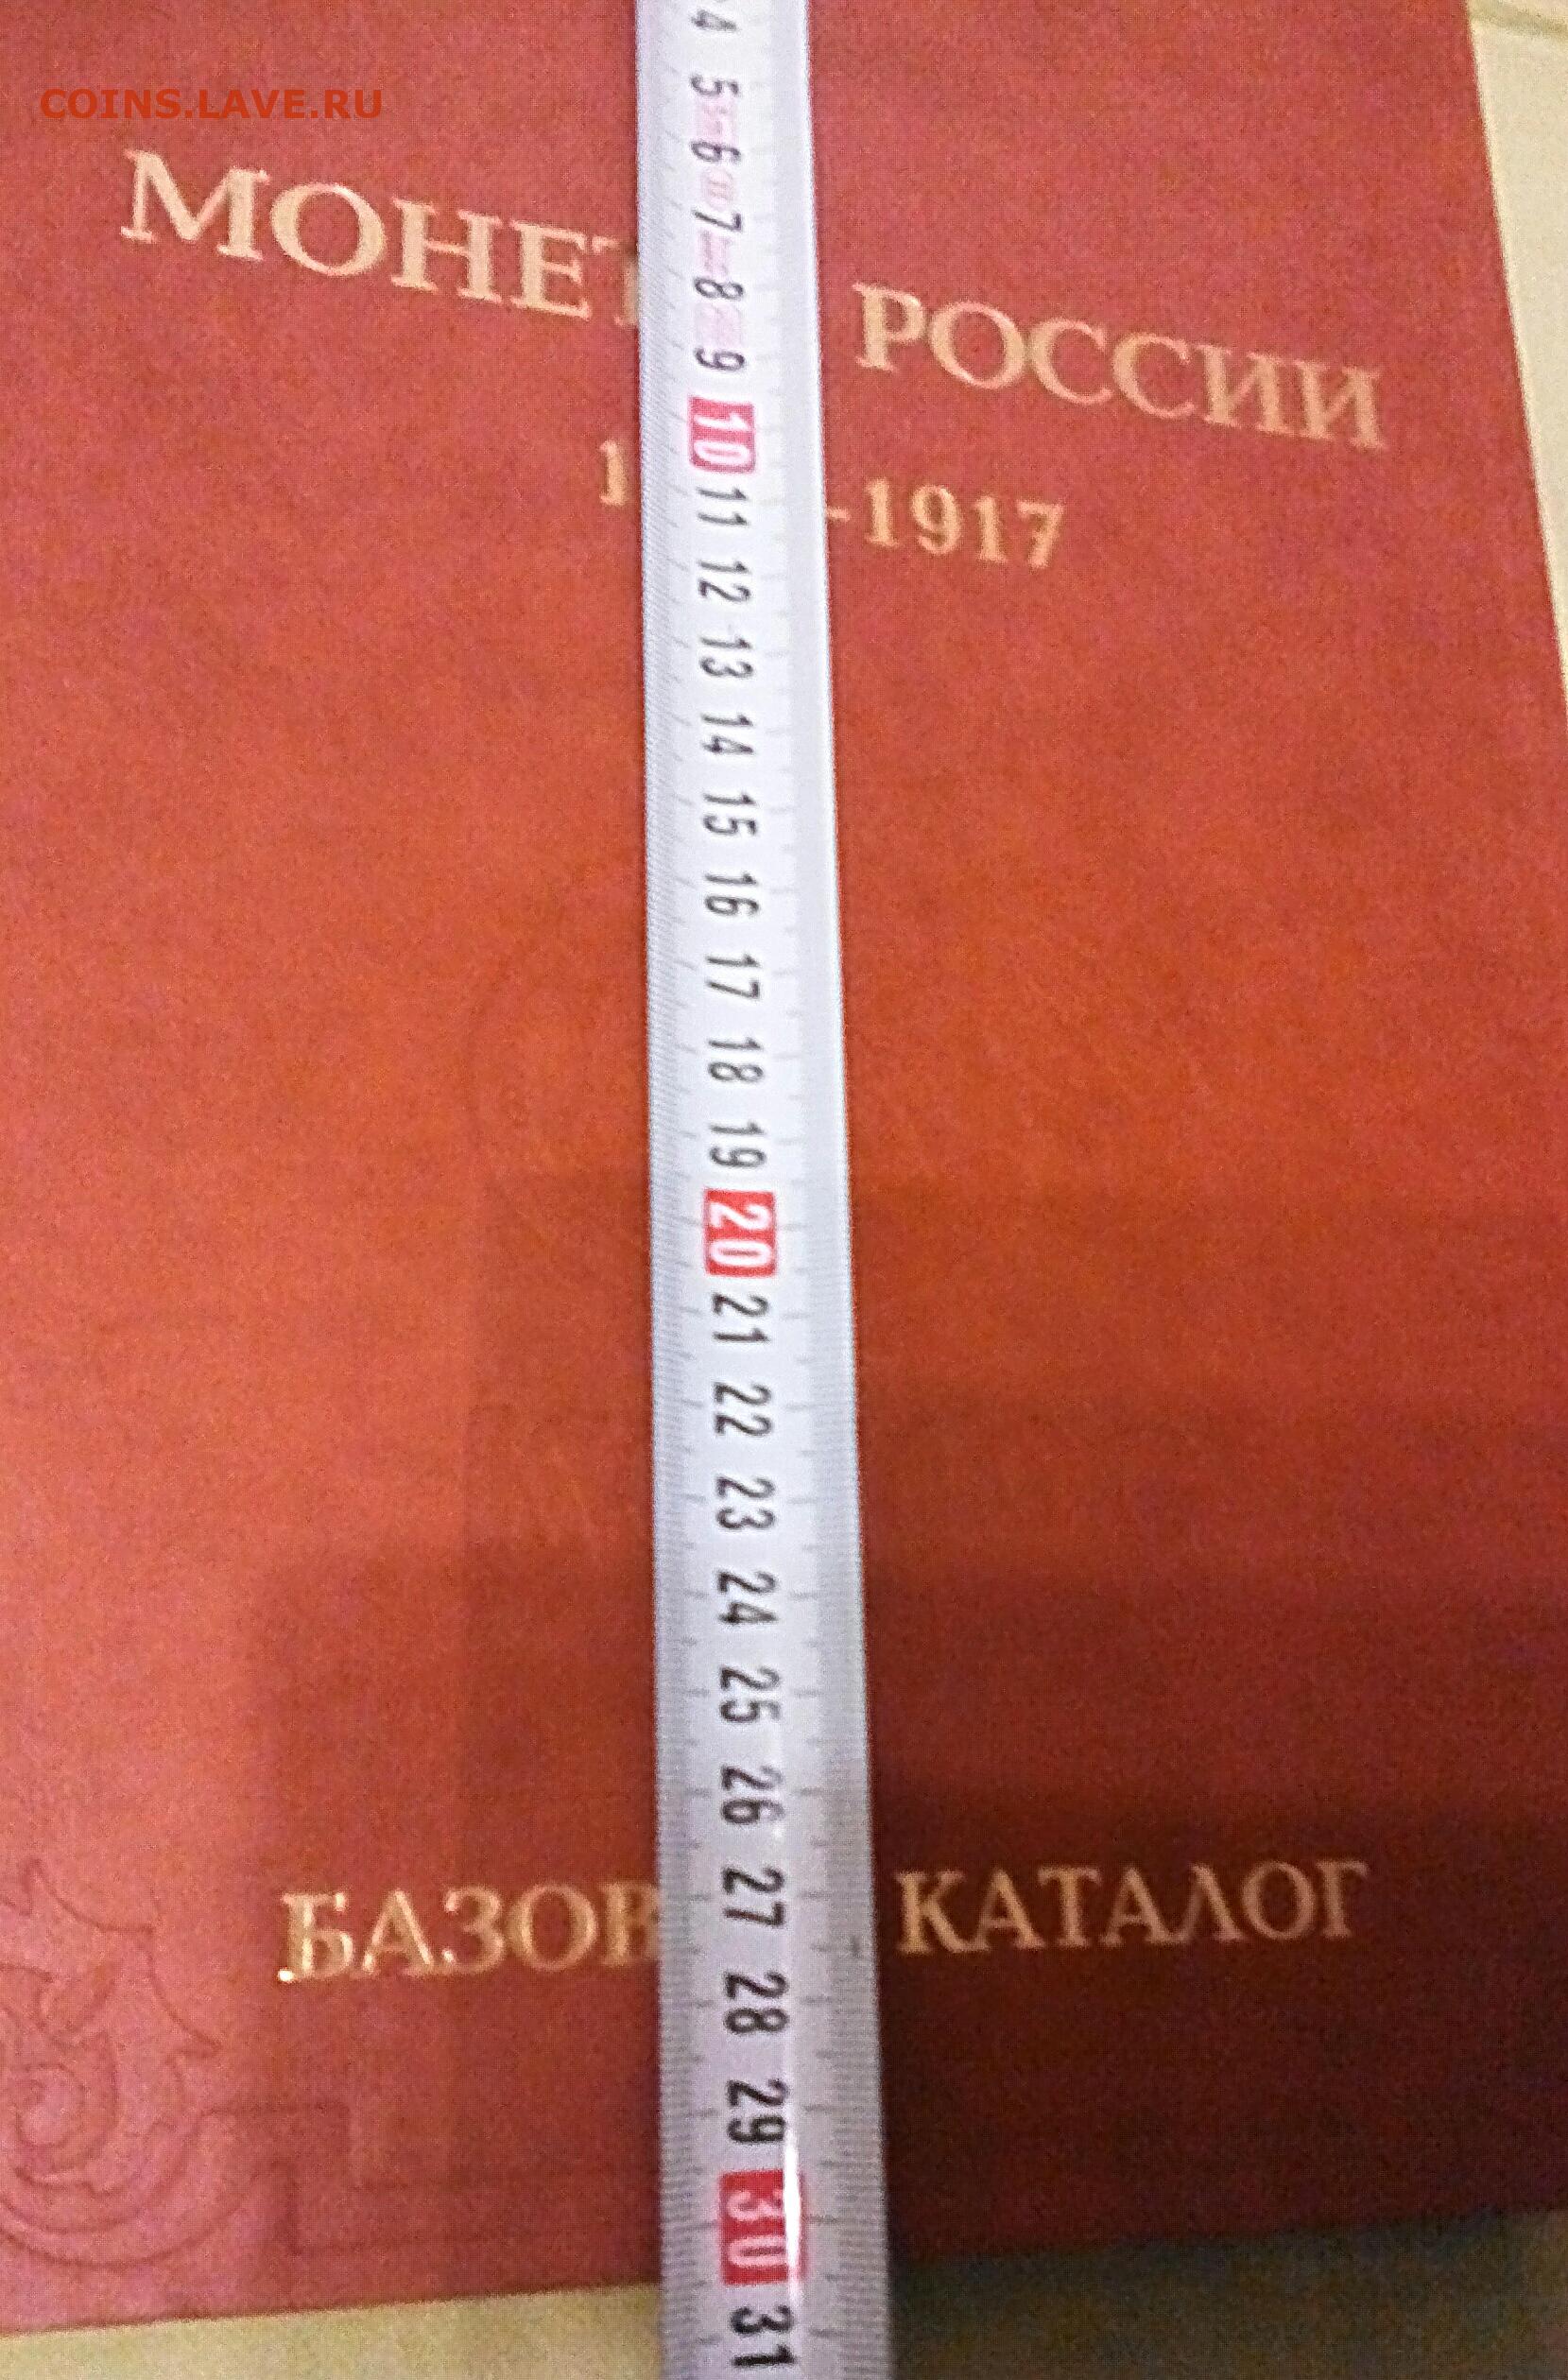 COINS.LAVE.RU
МОНЕТ РОССИИ
-1917
4 5 6 7 8 9 10 11 12 13 14 15 16 17 18 19 20 21 22 23 24 25 26 27 28 29 30 31
БАЗОВ КАТАЛОГ